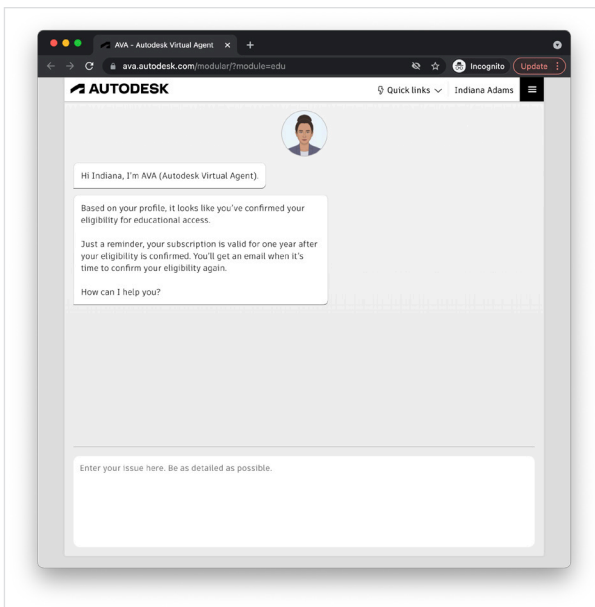 AVA - Autodesk Virtual Agent
ava.autodesk.com/modular/?module=edu
Incognito
Update
AUTODESK
Quick links
Indiana Adams
Hi Indiana, I'm AVA (Autodesk Virtual Agent).
Based on your profile, it looks like you've confirmed your
eligibility for educational access.
Just a reminder, your subscription is valid for one year after
your eligibility is confirmed. You'll get an email when it's
time to confirm your eligibility again.
How can I help you?
Enter your issue here. Be as detailed as possible.